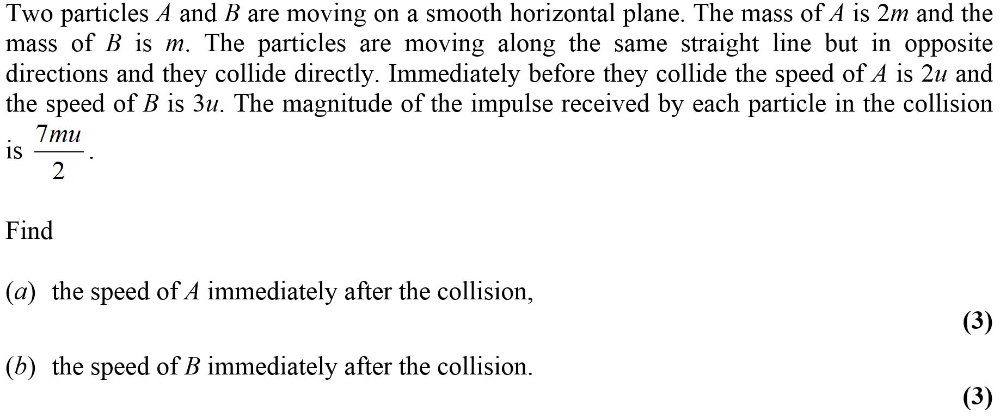 Two particles A and B are moving on a smooth horizontal plane. The mass of A is 2m and the
mass of B is m. The particles are moving along the same straight line but in opposite
directions and they collide directly. Immediately before they collide the speed of A is 2u and
the speed of B is 3u. The magnitude of the impulse received by each particle in the collision
is 7mu/2.
Find
(a) the speed of A immediately after the collision,
(3)
(b) the speed of B immediately after the collision.
(3)